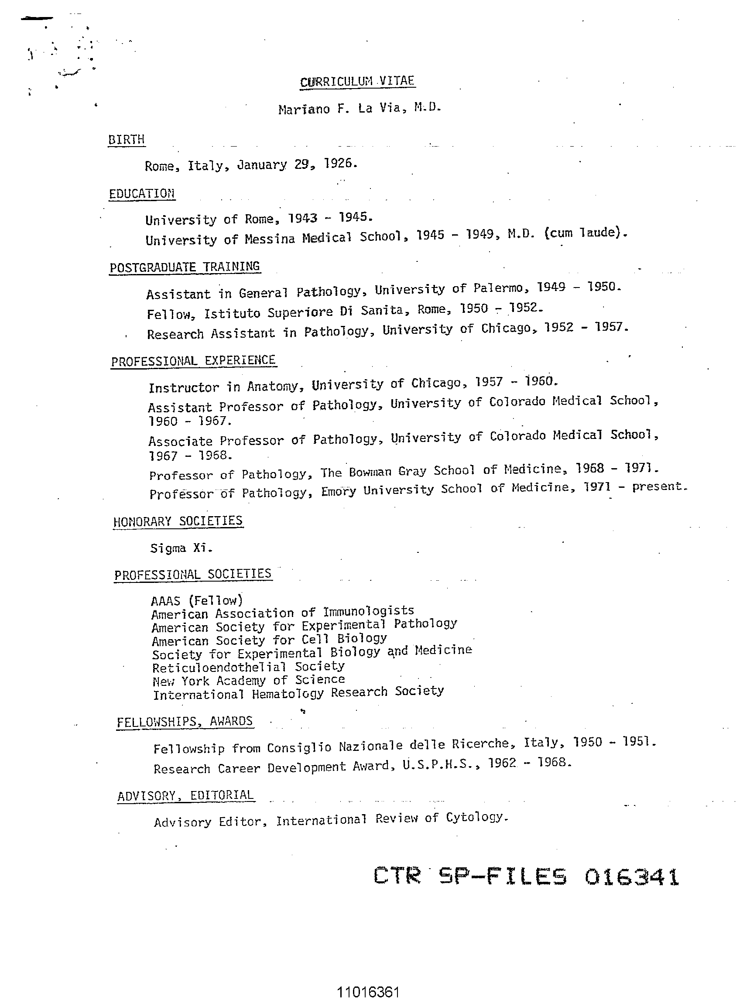 CURRICULUM VITAE
Mariano F. La Via, M.D.
BIRTH
Rome, Italy, January 29, 1926.
EDUCATION
University of Rome, 1943 - 1945.
University of Messina Medical School, 1945 - 1949, M.D. (cum laude).
POSTGRADUATE TRAINING
Assistant in General Pathology, University of Palermo, 1949 - 1950.
Fellow, Istituto Superiore Di Sanita, Rome, 1950 - 1952.
Research Assistant in Pathology, University of Chicago, 1952 - 1957.
PROFESSIONAL EXPERIENCE
Instructor in Anatomy, University of Chicago, 1957 - 1960.
Assistant Professor of Pathology, University of Colorado Medical School,
1960 - 1967.
Associate Professor of Pathology, University of Colorado Medical School,
1967 - 1968.
Professor of Pathology, The Bowman Gray School of Medicine, 1968 - 1971.
Professor of Pathology, Emory University School of Medicine, 1971 - present.
HONORARY SOCIETIES
Sigma Xi.
PROFESSIONAL SOCIETIES
AAAS (Fellow)
American Association of Immunologists
American Society for Experimental Pathology
American Society for Cell Biology
Society for Experimental Biology and Medicine
Reticuloendothelial Society
New York Academy of Science
International Hematology Research Society
FELLOWSHIPS, AWARDS
Fellowship from Consiglio Nazionale delle Ricerche, Italy, 1950 - 1951.
Research Career Development Award, U.S.P.H.S., 1962 - 1968.
ADVISORY, EDITORIAL
Advisory Editor, International Review of Cytology.
CTR SP-FILES 016341
11016361